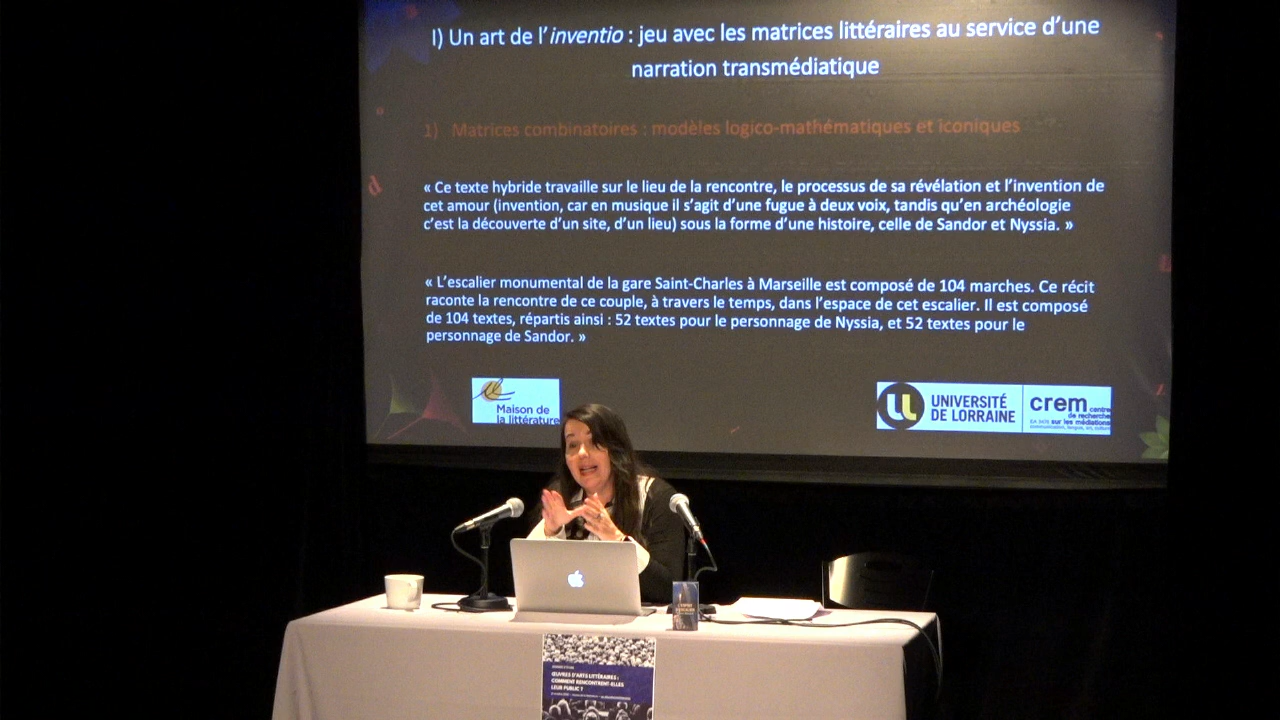 I) Un art de l'inventio : jeu avec les matrices littéraires au service d'une
narration transmédiatique
1) Matrices combinatoires : modèles logico-mathématiques et iconiques
« Ce texte hybride travaille sur le lieu de la rencontre, le processus de sa révélation et l'invention de
cet amour (invention, car en musique il s'agit d'une fugue à deux voix, tandis qu'en archéologie
c'est la découverte d'un site, d'un lieu) sous la forme d'une histoire, celle de Sandor et Nyssia. »
« L'escalier monumental de la gare Saint-Charles à Marseille est composé de 104 marches. Ce récit
raconte la rencontre de ce couple, à travers le temps, dans l'espace de cet escalier. Il est composé
de 104 textes, répartis ainsi : 52 textes pour le personnage de Nyssia, et 52 textes pour le
personnage de Sandor. »
Maison de
la littérature
UNIVERSITÉ
DE LORRAINE
crem centre
de recherche
sur les médiations
ŒUVRES D'ARTS LITTÉRAIRES :
COMMENT RENCONTRENT-ELLES
LEUR PUBLIC ?